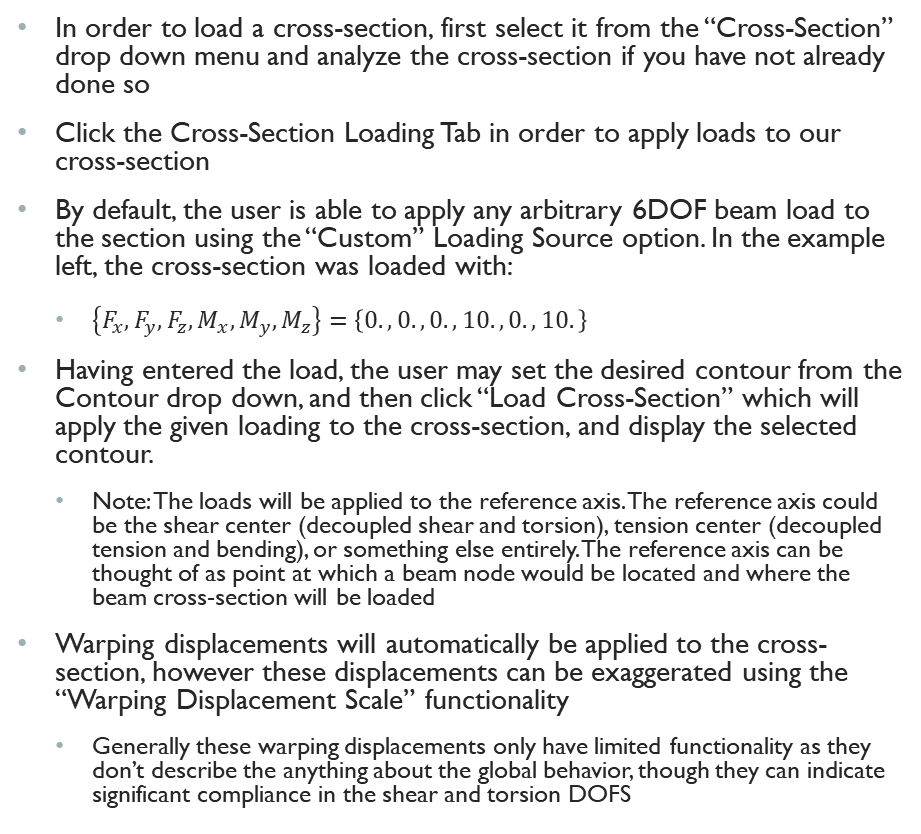 • In order to load a cross-section, first select it from the “Cross-Section”
drop down menu and analyze the cross-section if you have not already
done so
• Click the Cross-Section Loading Tab in order to apply loads to our
cross-section
• By default, the user is able to apply any arbitrary 6DOF beam load to
the section using the “Custom” Loading Source option. In the example
left, the cross-section was loaded with:
• {F_x, F_y, F_z, M_x, M_y, M_z} = {0., 0., 0., 10., 0., 10.}
• Having entered the load, the user may set the desired contour from the
Contour drop down, and then click “Load Cross-Section” which will
apply the given loading to the cross-section, and display the selected
contour.
• Note: The loads will be applied to the reference axis. The reference axis could
be the shear center (decoupled shear and torsion), tension center (decoupled
tension and bending), or something else entirely. The reference axis can be
thought of as point at which a beam node would be located and where the
beam cross-section will be loaded
• Warping displacements will automatically be applied to the cross-
section, however these displacements can be exaggerated using the
“Warping Displacement Scale” functionality
• Generally these warping displacements only have limited functionality as they
don’t describe the anything about the global behavior, though they can indicate
significant compliance in the shear and torsion DOFS